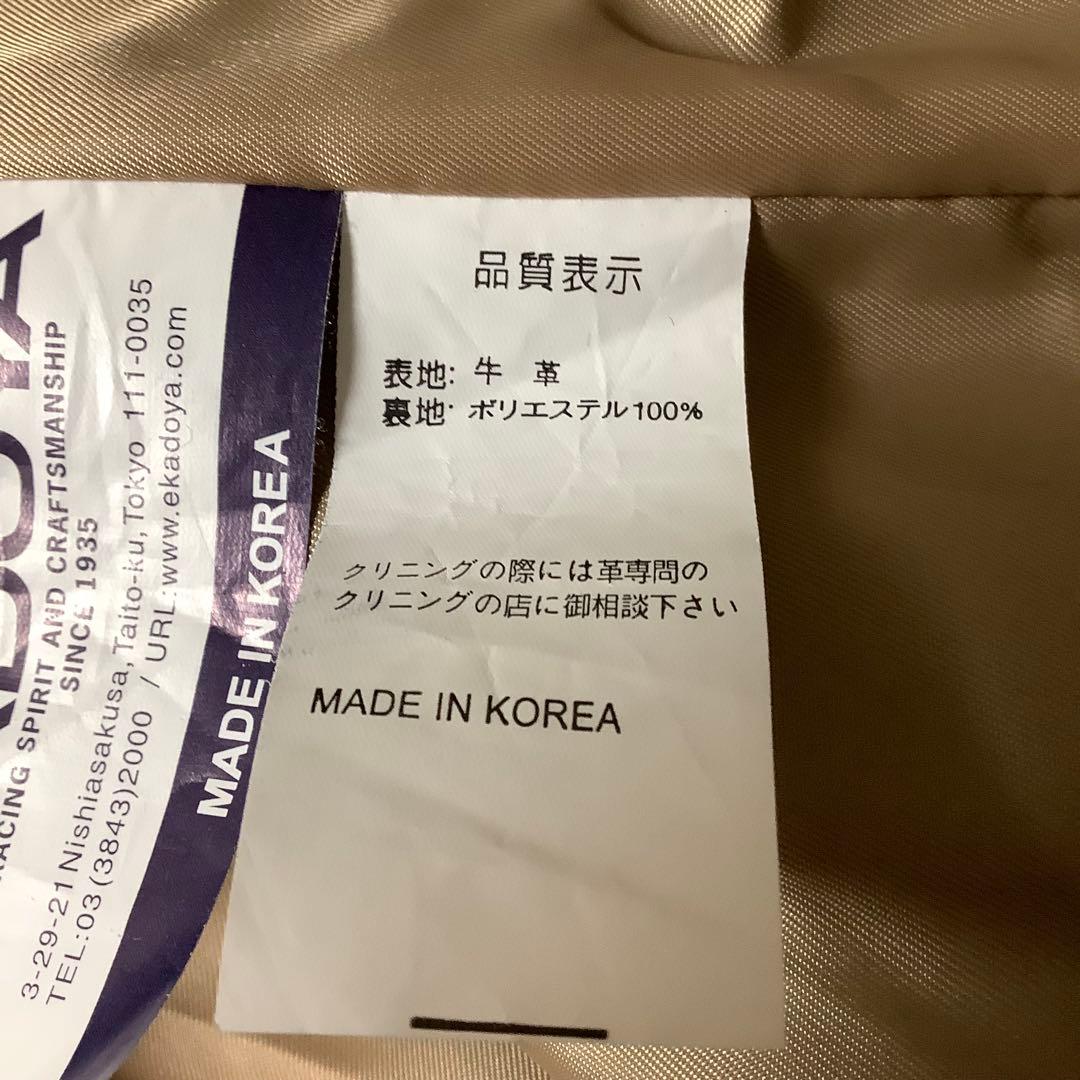 品質表示
表地: 牛 革
裏地: ポリエステル100%
クリニングの際には革専問の
クリニングの店に御相談下さい
MADE IN KOREA
RACING SPIRIT AND CRAFTSMANSHIP
SINCE 1935
3-29-21 Nishiasakusa, Taito-ku, Tokyo 111-0035
TEL:03(3843)2000 / URL:www.ekadoya.com
MADE IN KOREA